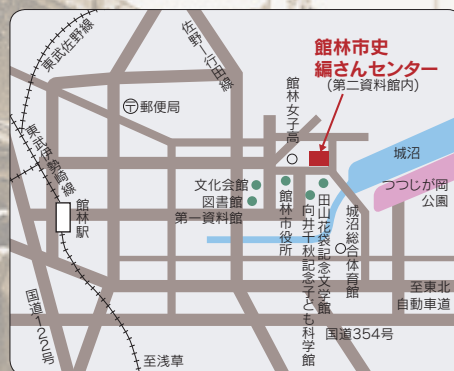 東武佐野線
佐野ー行田線
館林市史
編さんセンター
(第二資料館内)
〒郵便局
館林女子高
城沼
つつじが岡
公園
東武伊勢崎線
館林駅
文化会館
図書館
第一資料館
館林市役所
向井千秋記念子ども科学館
田山花袋記念文学館
城沼総合体育館
至東北
自動車道
国道122号
国道354号
至浅草